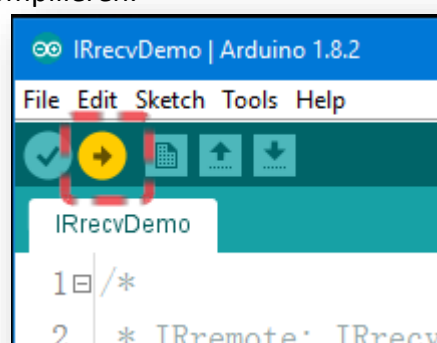 IRrecvDemo | Arduino 1.8.2
File Edit Sketch Tools Help
IRrecvDemo
1 /*
2 * IRremote: IRrecv